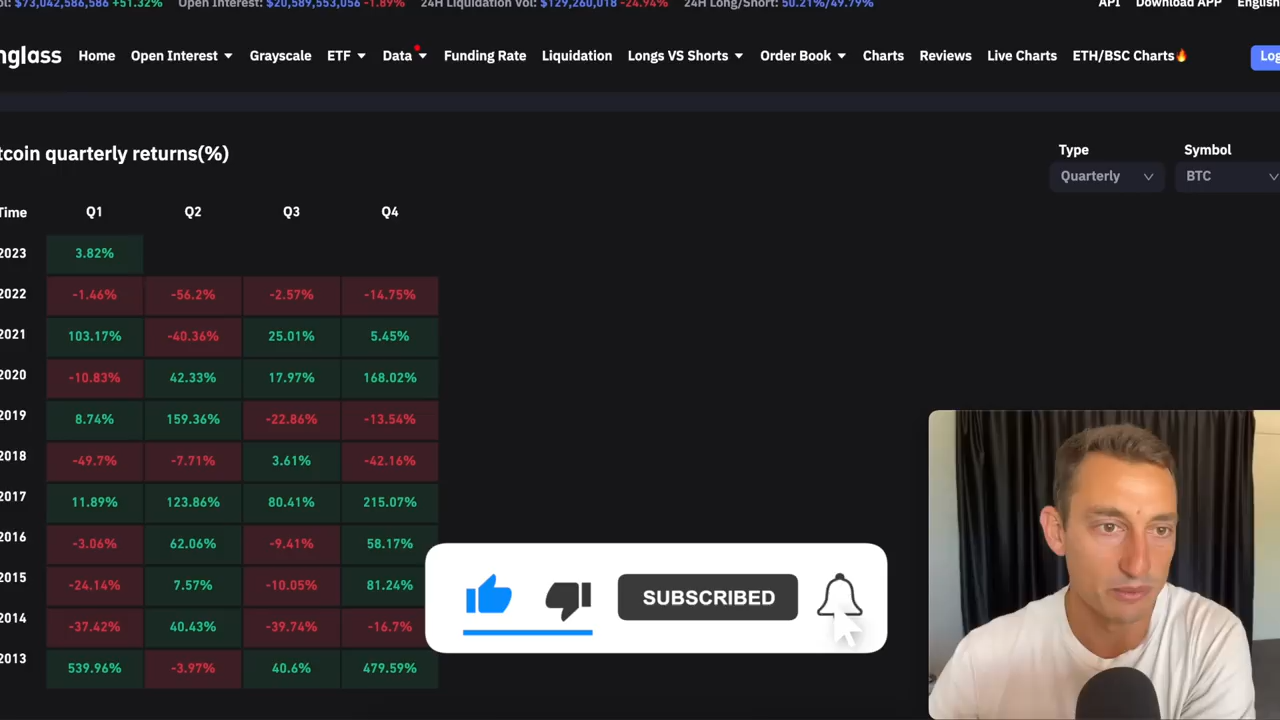 ol: $73,042,586,586 +51.32% Open Interest: $20,589,553,056 -1.89% 24H Liquidation Vol: $129,260,018 -24.94% 24H Long/Short: 50.21%/49.79% API Download APP English
nglass Home Open Interest Grayscale ETF Data Funding Rate Liquidation Longs VS Shorts Order Book Charts Reviews Live Charts ETH/BSC Charts🔥 Log
tcoin quarterly returns(%)
Type Symbol
Quarterly BTC
Time Q1 Q2 Q3 Q4
2023 3.82%
2022 -1.46% -56.2% -2.57% -14.75%
2021 103.17% -40.36% 25.01% 5.45%
2020 -10.83% 42.33% 17.97% 168.02%
2019 8.74% 159.36% -22.86% -13.54%
2018 -49.7% -7.71% 3.61% -42.16%
2017 11.89% 123.86% 80.41% 215.07%
2016 -3.06% 62.06% -9.41% 58.17%
2015 -24.14% 7.57% -10.05% 81.24%
2014 -37.42% 40.43% -39.74% -16.7%
2013 539.96% -3.97% 40.6% 479.59%
SUBSCRIBED